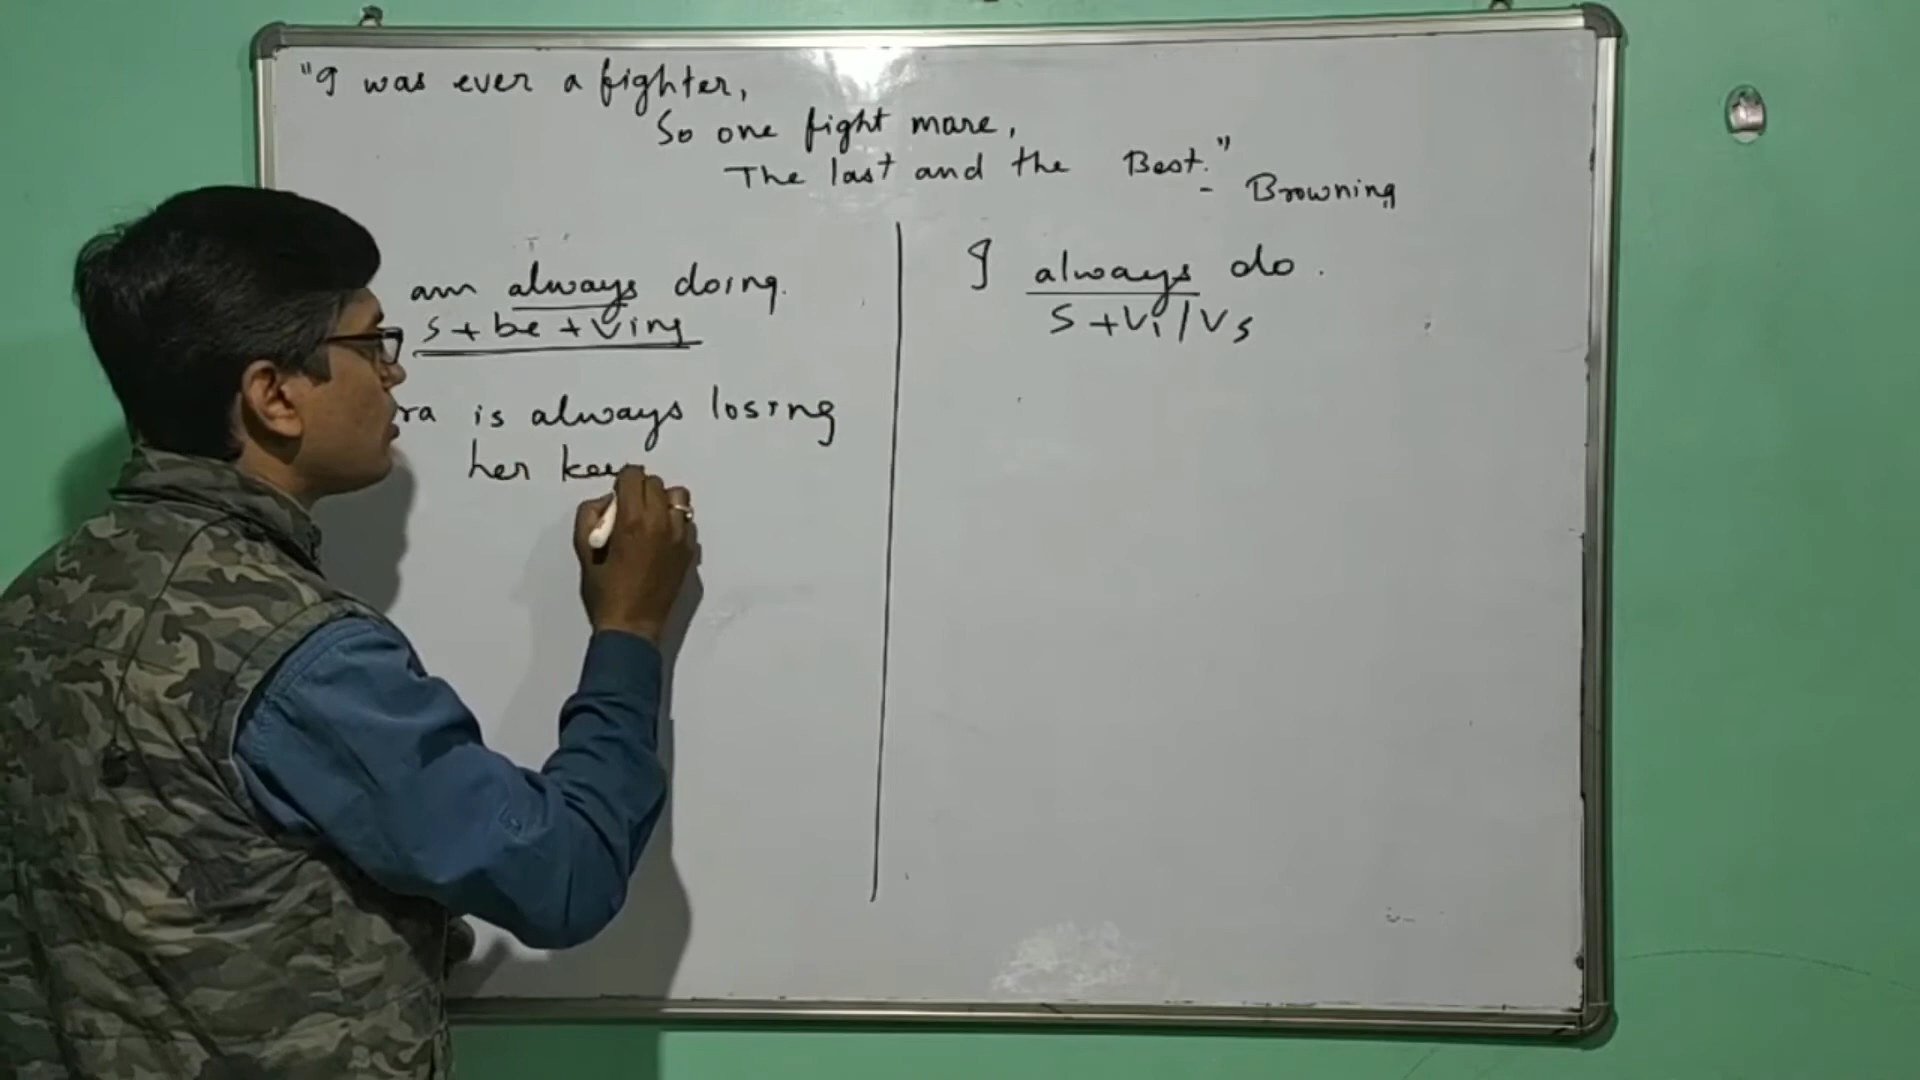 "I was ever a fighter,
So one fight more,
The last and the Best."
- Browning
am always doing.
S + be + Ving
is always losing
her
I always do.
S + V1 / Vs